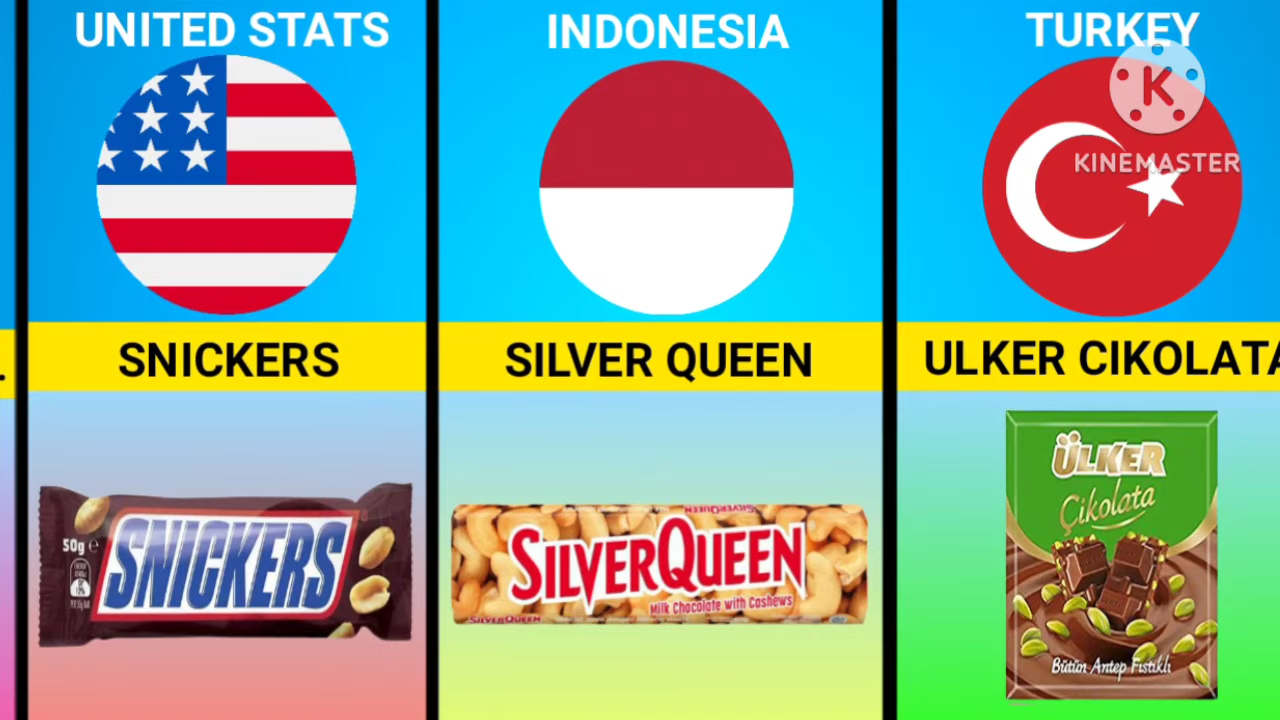 UNITED STATS
INDONESIA
TURKEY
K
KINEMASTER
SNICKERS
SILVER QUEEN
ULKER CIKOLATA
50g e
SNICKERS
SILVERQUEEN
SILVERQUEEN
Milk Chocolate with Cashews
SILVERQUEEN
ÜLKER
Çikolata
Bütün Antep Fıstıklı